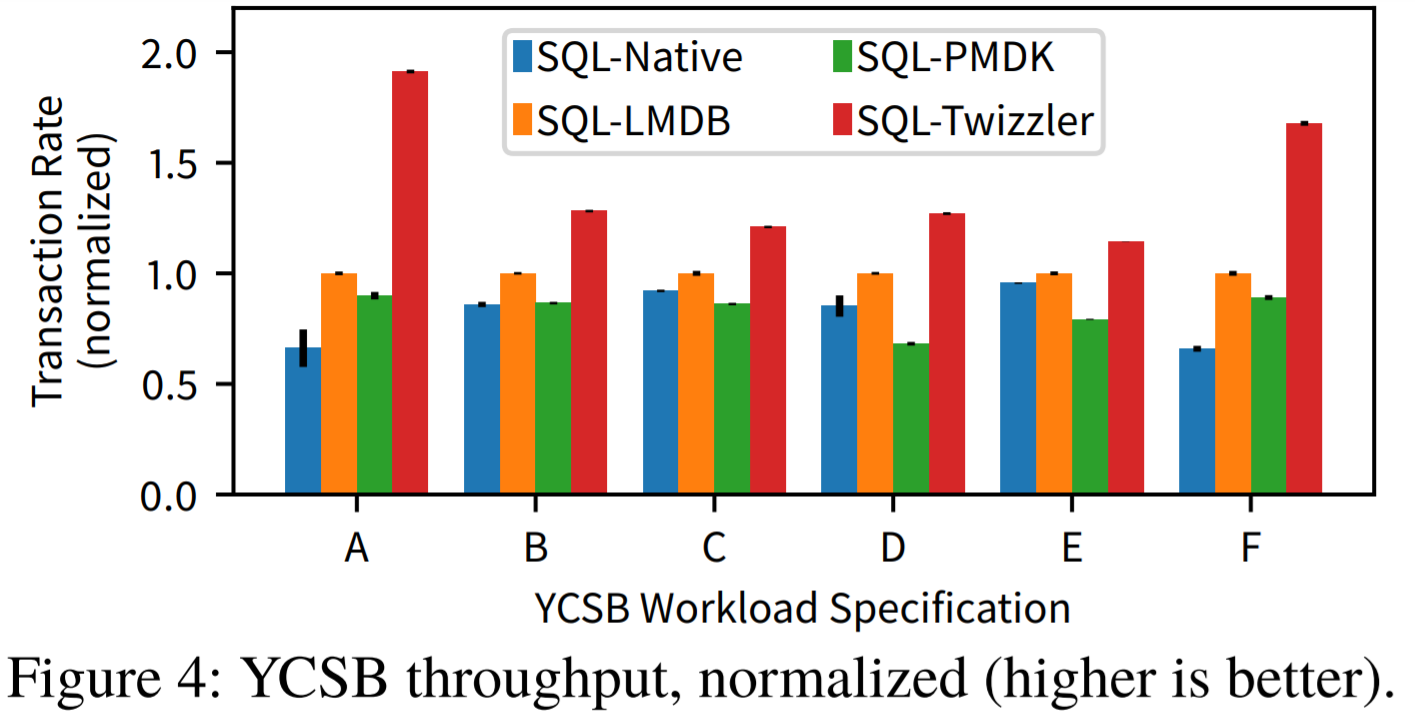 Transaction Rate
(normalized)
2.0
1.5
1.0
0.5
0.0
SQL-Native
SQL-LMDB
SQL-PMDK
SQL-Twizzler
A B C D E F
YCSB Workload Specification
Figure 4: YCSB throughput, normalized (higher is better).